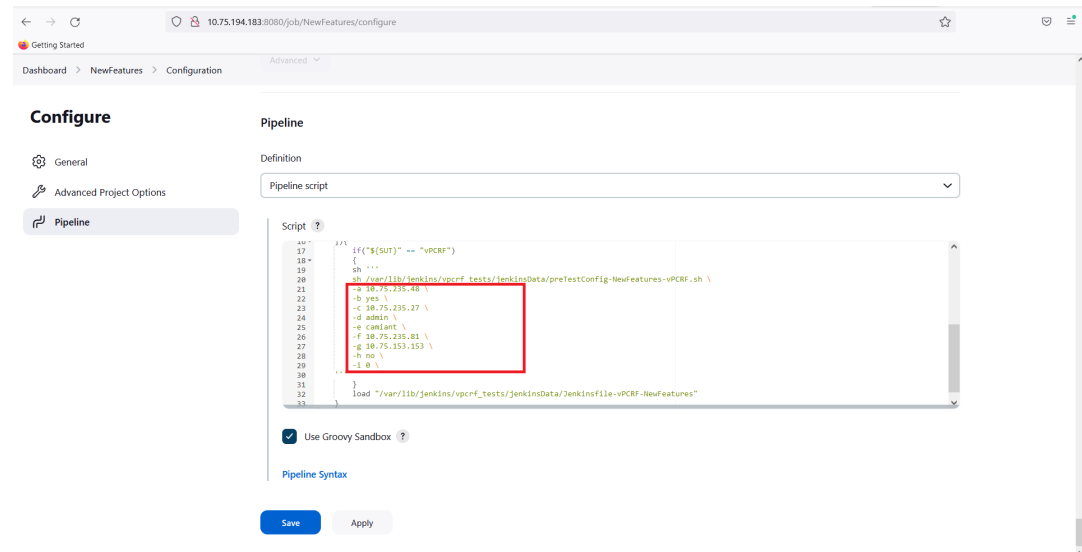 10.75.194.183:8080/job/NewFeatures/configure
Getting Started
Dashboard > NewFeatures > Configuration
Advanced
Configure
General
Advanced Project Options
Pipeline
Pipeline
Definition
Pipeline script
Script ?
16
17 if("${SUT}" == "vPCRF")
18 {
19 sh '''
20 sh /var/lib/jenkins/vpcrf_tests/jenkinsData/preTestConfig-NewFeatures-vPCRF.sh \
21 -a 10.75.235.48 \
22 -b yes \
23 -c 10.75.235.27 \
24 -d admin \
25 -e camiant \
26 -f 10.75.235.81 \
27 -g 10.75.153.153 \
28 -h no \
29 -i 0 \
30 '''
31 }
32 load "/var/lib/jenkins/vpcrf_tests/jenkinsData/Jenkinsfile-vPCRF-NewFeatures"
33 }
Use Groovy Sandbox ?
Pipeline Syntax
Save Apply